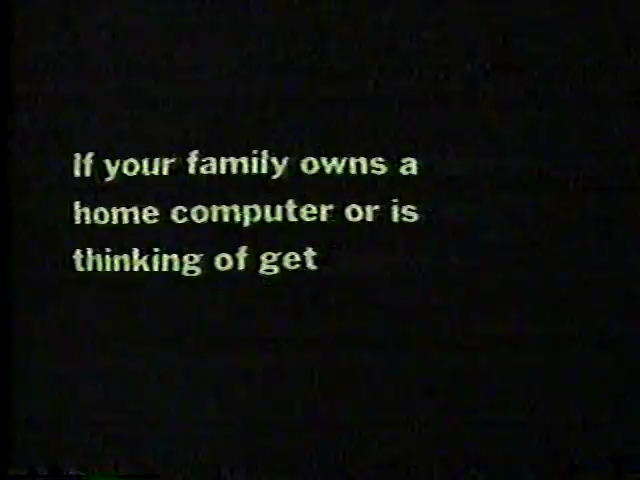 If your family owns a
home computer or is
thinking of get